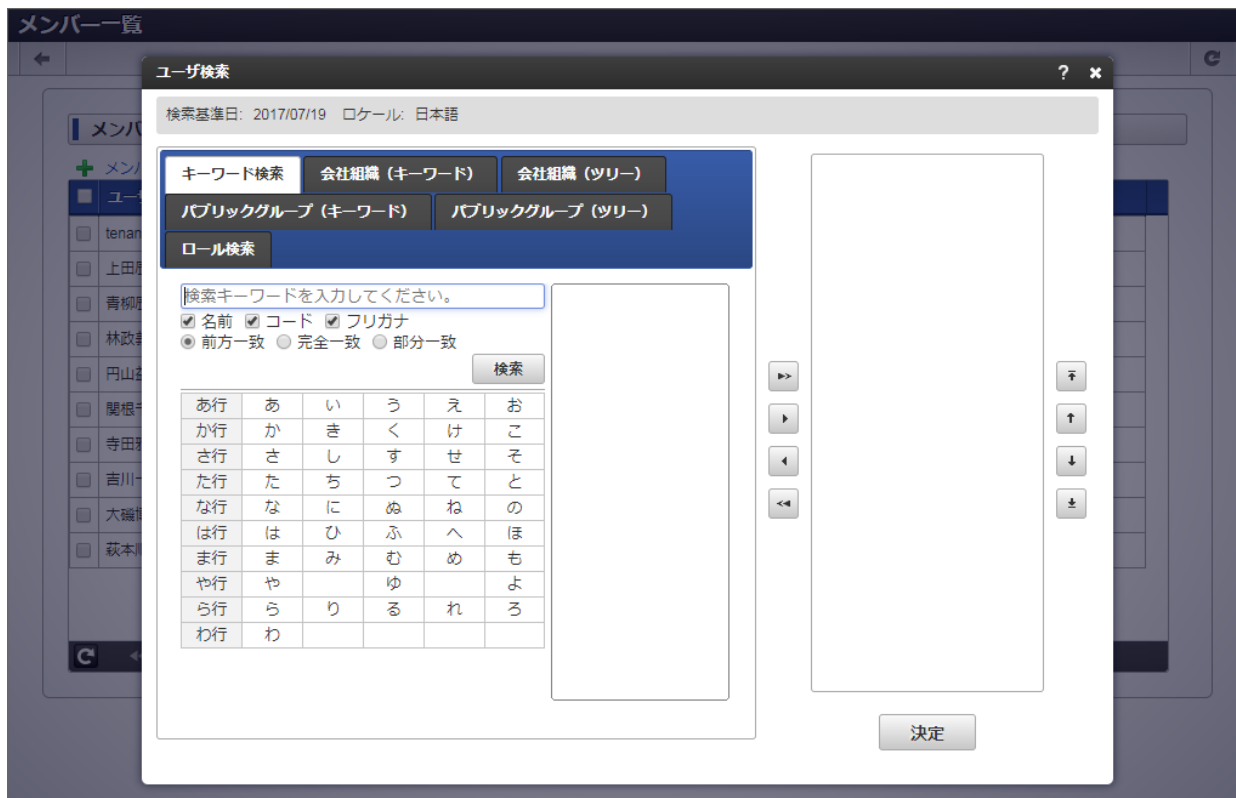 メンバー一覧
ユーザ検索
検索基準日: 2017/07/19 ロケール: 日本語
キーワード検索 会社組織（キーワード） 会社組織（ツリー）
パブリックグループ（キーワード） パブリックグループ（ツリー）
ロール検索
検索キーワードを入力してください。
名前 コード フリガナ
前方一致 完全一致 部分一致
検索
あ行 あ い う え お
か行 か き く け こ
さ行 さ し す せ そ
た行 た ち つ て と
な行 な に ぬ ね の
は行 は ひ ふ へ ほ
ま行 ま み む め も
や行 や ゆ よ
ら行 ら り る れ ろ
わ行 わ
決定
メンバ
メンバ
ユー
tenan
上田
青柳
林政
円山
関根
寺田
吉川
大磯
萩本